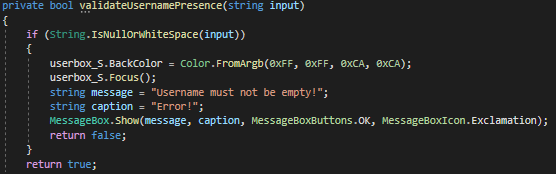 private bool validateUsernamePresence(string input)
{
if (String.IsNullOrWhiteSpace(input))
{
userbox_S.BackColor = Color.FromArgb(0xFF, 0xFF, 0xCA, 0xCA);
userbox_S.Focus();
string message = "Username must not be empty!";
string caption = "Error!";
MessageBox.Show(message, caption, MessageBoxButtons.OK, MessageBoxIcon.Exclamation);
return false;
}
return true;